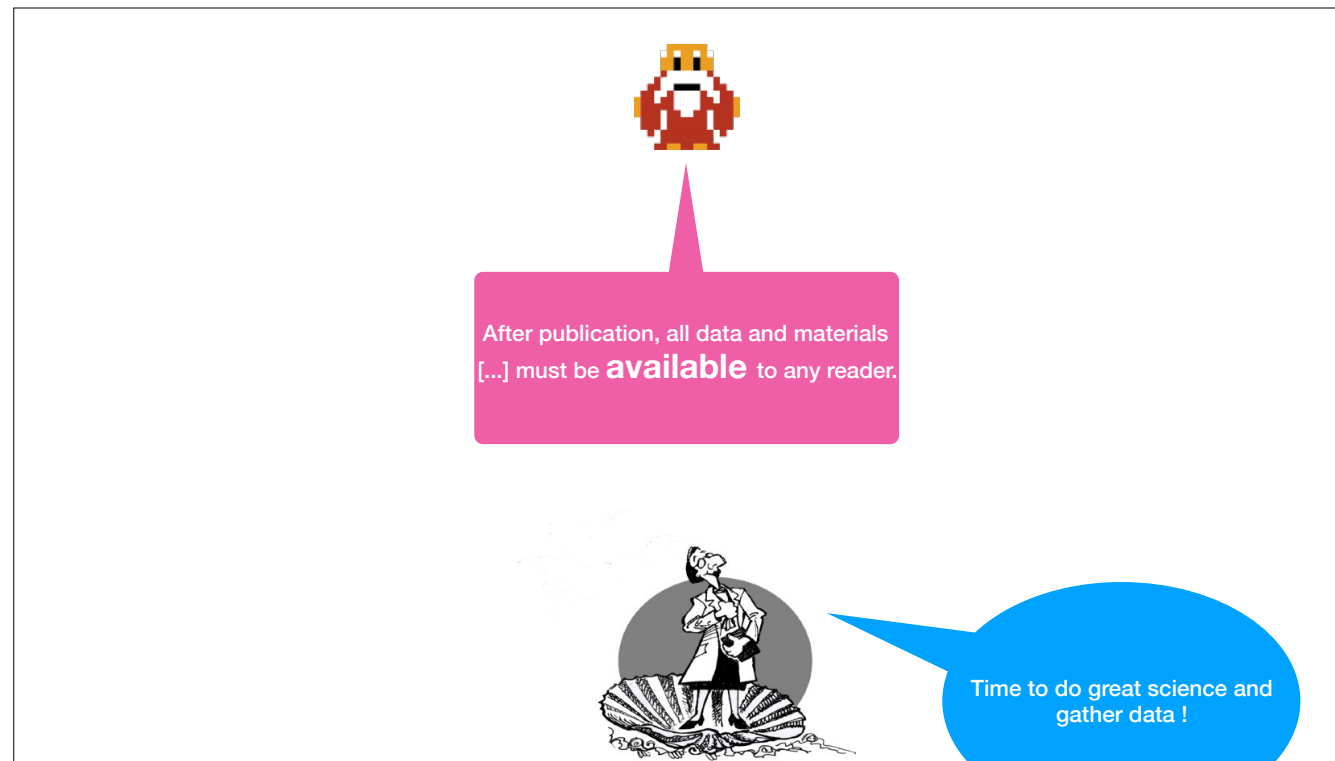 After publication, all data and materials
[...] must be available to any reader.
Time to do great science and
gather data !